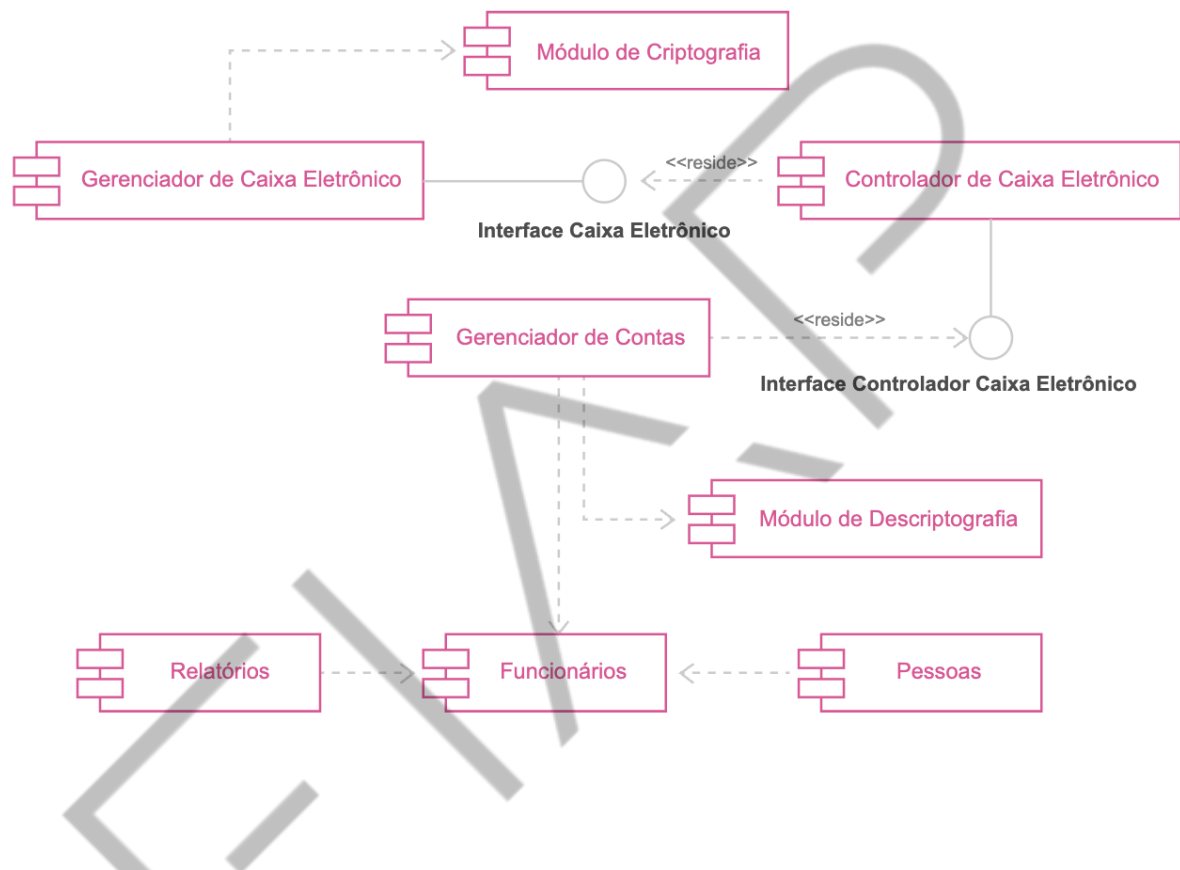 Módulo de Criptografia
Gerenciador de Caixa Eletrônico
<<reside>>
Controlador de Caixa Eletrônico
Interface Caixa Eletrônico
Gerenciador de Contas
<<reside>>
Interface Controlador Caixa Eletrônico
Módulo de Descriptografia
Relatórios
Funcionários
Pessoas
FIAP